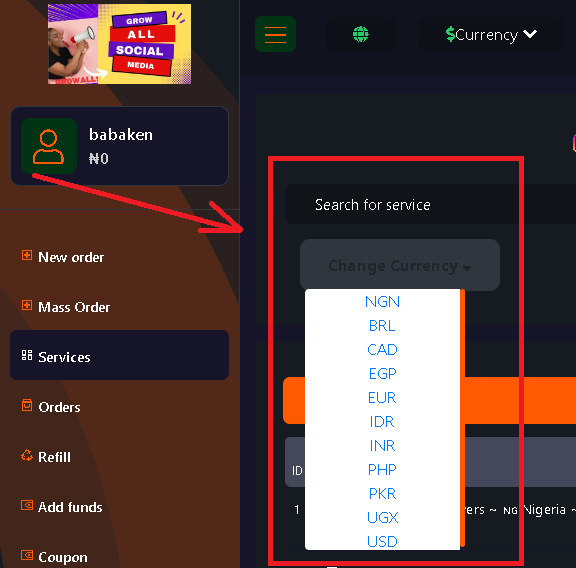 GROW
ALL
SOCIAL
MEDIA
$Currency
babaken
₦0
Search for service
Change Currency
NGN
BRL
CAD
EGP
EUR
IDR
INR
PHP
PKR
UGX
USD
New order
Mass Order
Services
Orders
Refill
Add funds
Coupon
ID
1
vers ~ NG Nigeria ~